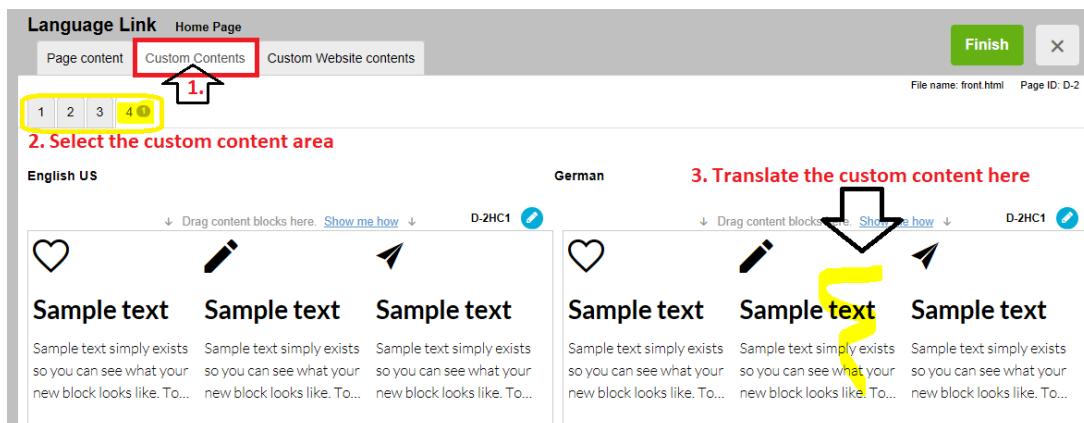 Language Link Home Page
Finish ×
Page content Custom Contents Custom Website contents
1.
File name: front.html Page ID: D-2
1 2 3 4 1
2. Select the custom content area
English US German 3. Translate the custom content here
↓ Drag content blocks here. Show me how ↓ D-2HC1 ↓ Drag content blocks here. Show me how ↓ D-2HC1
Sample text Sample text Sample text Sample text Sample text Sample text
Sample text simply exists Sample text simply exists Sample text simply exists Sample text simply exists Sample text simply exists Sample text simply exists
so you can see what your so you can see what your so you can see what your so you can see what your so you can see what your so you can see what your
new block looks like. To... new block looks like. To... new block looks like. To... new block looks like. To... new block looks like. To... new block looks like. To...